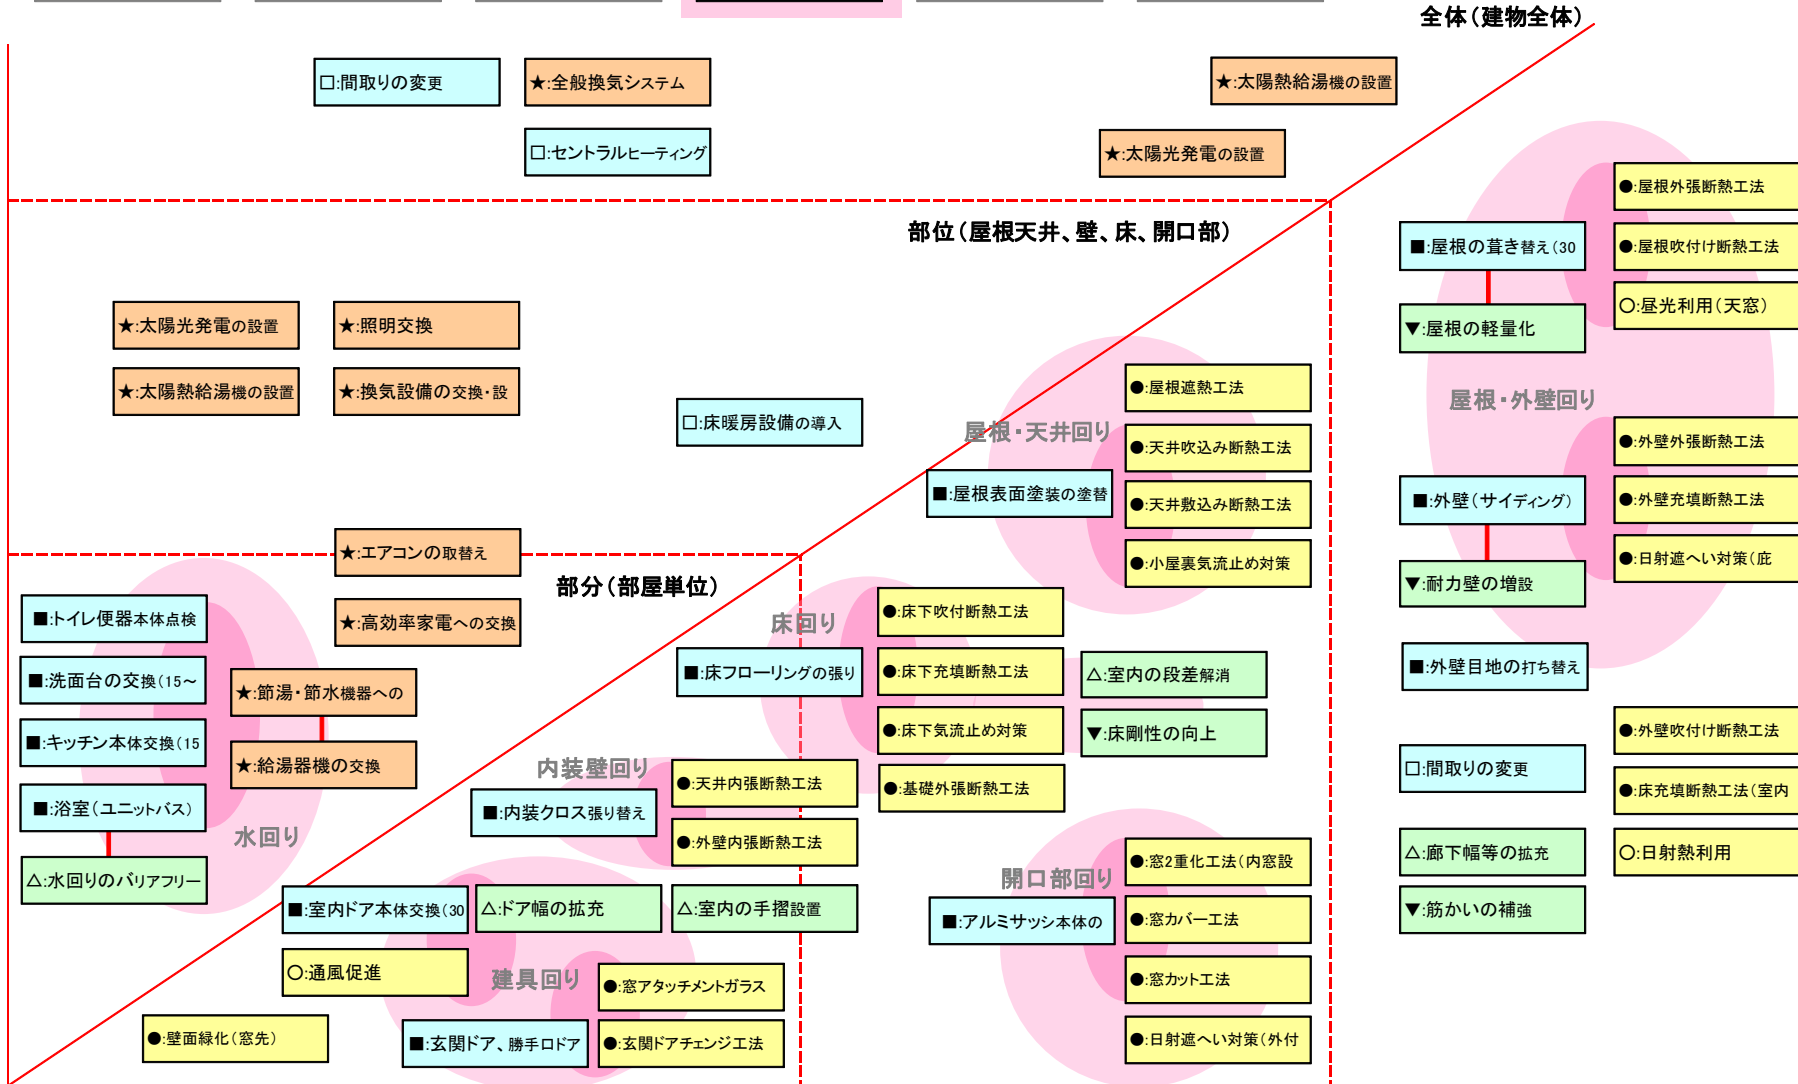 全体（建物全体）
□:間取りの変更
★:全般換気システム
★:太陽熱給湯機の設置
□:セントラルヒーティング
★:太陽光発電の設置
●:屋根外張断熱工法
部位（屋根天井、壁、床、開口部）
■:屋根の葺き替え（30
●:屋根吹付け断熱工法
○:昼光利用（天窓）
★:太陽光発電の設置
★:照明交換
▼:屋根の軽量化
★:太陽熱給湯機の設置
★:換気設備の交換・設
●:屋根遮熱工法
屋根・外壁回り
□:床暖房設備の導入
屋根・天井回り
●:天井吹込み断熱工法
●:外壁外張断熱工法
■:屋根表面塗装の塗替
●:天井敷込み断熱工法
■:外壁（サイディング）
●:外壁充填断熱工法
★:エアコンの取替え
●:小屋裏気流止め対策
●:日射遮へい対策（庇
部分（部屋単位）
▼:耐力壁の増設
■:トイレ便器本体点検
★:高効率家電への交換
床回り
●:床下吹付断熱工法
■:洗面台の交換（15～
★:節湯・節水機器への
■:床フローリングの張り
●:床下充填断熱工法
△:室内の段差解消
■:外壁目地の打ち替え
■:キッチン本体交換（15
●:床下気流止め対策
▼:床剛性の向上
●:外壁吹付け断熱工法
★:給湯器機の交換
内装壁回り
●:天井内張断熱工法
●:基礎外張断熱工法
□:間取りの変更
●:床充填断熱工法（室内
■:浴室（ユニットバス）
水回り
■:内装クロス張り替え
●:外壁内張断熱工法
△:水回りのバリアフリー
開口部回り
●:窓2重化工法（内窓設
△:廊下幅等の拡充
○:日射熱利用
■:室内ドア本体交換（30
△:ドア幅の拡充
△:室内の手摺設置
■:アルミサッシ本体の
●:窓カバー工法
▼:筋かいの補強
○:通風促進
建具回り
●:窓アタッチメントガラス
●:窓カット工法
●:壁面緑化（窓先）
■:玄関ドア、勝手口ドア
●:玄関ドアチェンジ工法
●:日射遮へい対策（外付